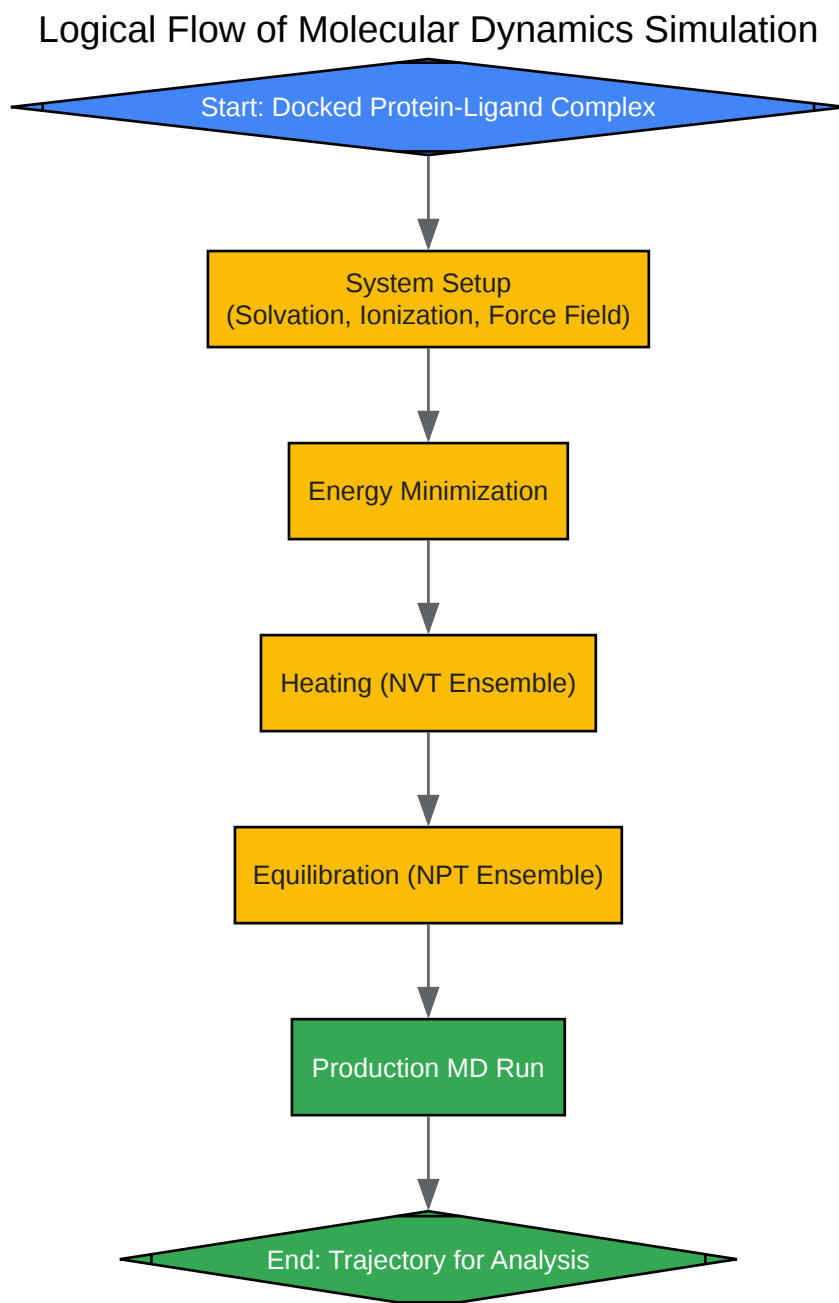 Logical Flow of Molecular Dynamics Simulation
Start: Docked Protein-Ligand Complex
System Setup
(Solvation, Ionization, Force Field)
Energy Minimization
Heating (NVT Ensemble)
Equilibration (NPT Ensemble)
Production MD Run
End: Trajectory for Analysis